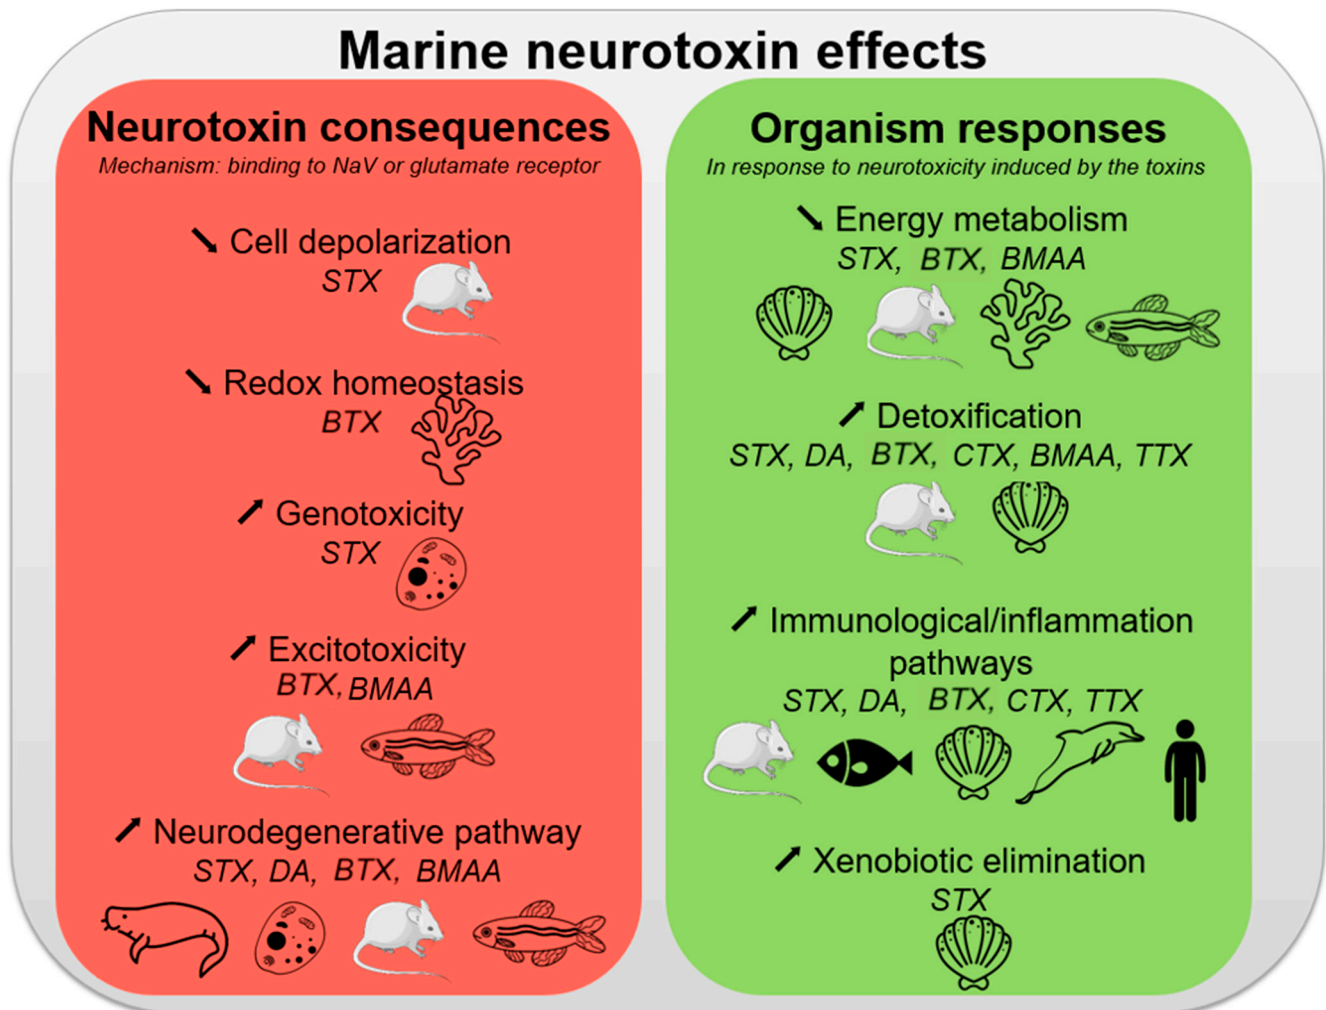 Marine neurotoxin effects
Neurotoxin consequences
Mechanism: binding to NaV or glutamate receptor
Cell depolarization
STX
Redox homeostasis
BTX
Genotoxicity
STX
Excitotoxicity
BTX, BMAA
Neurodegenerative pathway
STX, DA, BTX, BMAA
Organism responses
In response to neurotoxicity induced by the toxins
Energy metabolism
STX, BTX, BMAA
Detoxification
STX, DA, BTX, CTX, BMAA, TTX
Immunological/inflammation
pathways
STX, DA, BTX, CTX, TTX
Xenobiotic elimination
STX